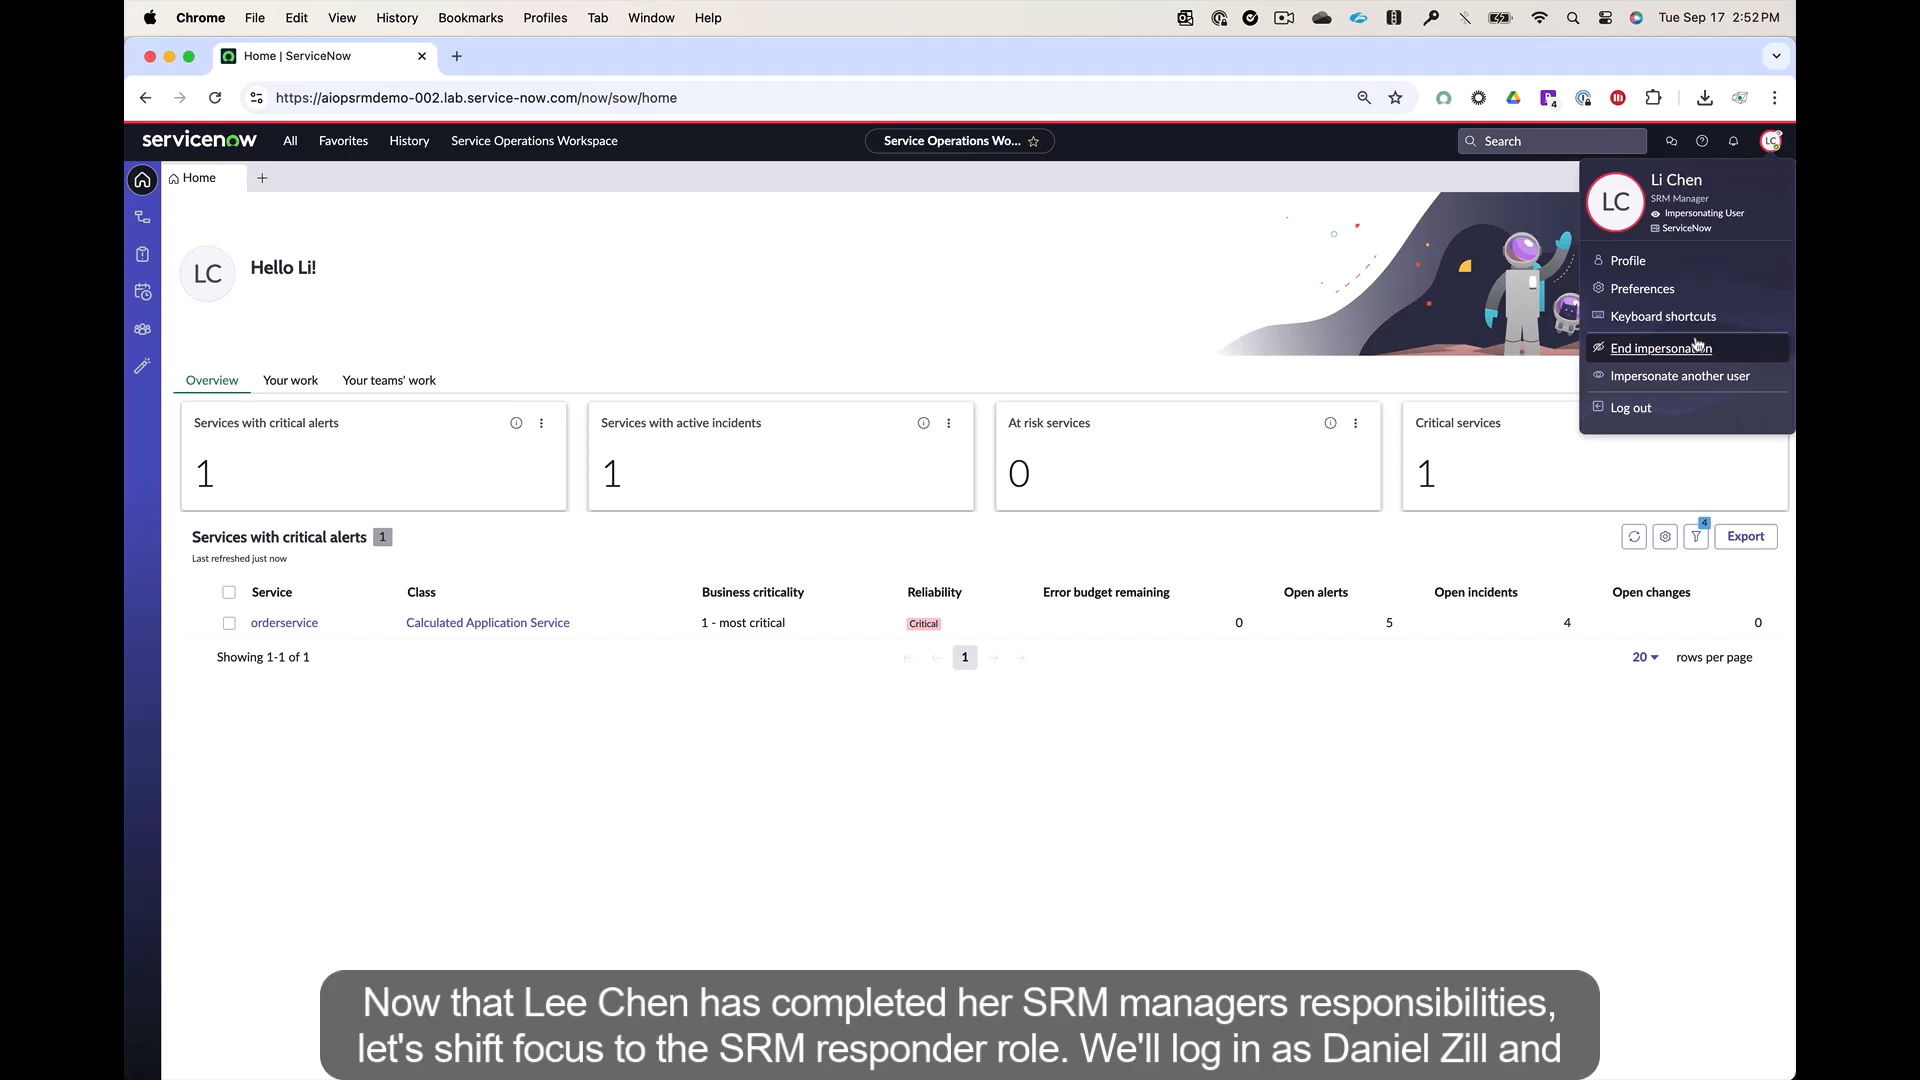 Chrome File Edit View History Bookmarks Profiles Tab Window Help Tue Sep 17 2:52 PM
Home | ServiceNow
https://aiopsrmdemo-002.lab.service-now.com/now/sow/home
4
servicenow All Favorites History Service Operations Workspace Service Operations Wo... Search LC
Home
LC
Li Chen
SRM Manager
Impersonating User
ServiceNow
Profile
Preferences
Keyboard shortcuts
End impersonation
Impersonate another user
Log out
LC
Hello Li!
Overview Your work Your teams' work
Services with critical alerts
1
Services with active incidents
1
At risk services
0
Critical services
1
Services with critical alerts 1
Last refreshed just now
4
Export
Service Class Business criticality Reliability Error budget remaining Open alerts Open incidents Open changes
orderservice Calculated Application Service 1 - most critical Critical 0 5 4 0
Showing 1-1 of 1 1 20 rows per page
Now that Lee Chen has completed her SRM managers responsibilities,
let's shift focus to the SRM responder role. We'll log in as Daniel Zill and